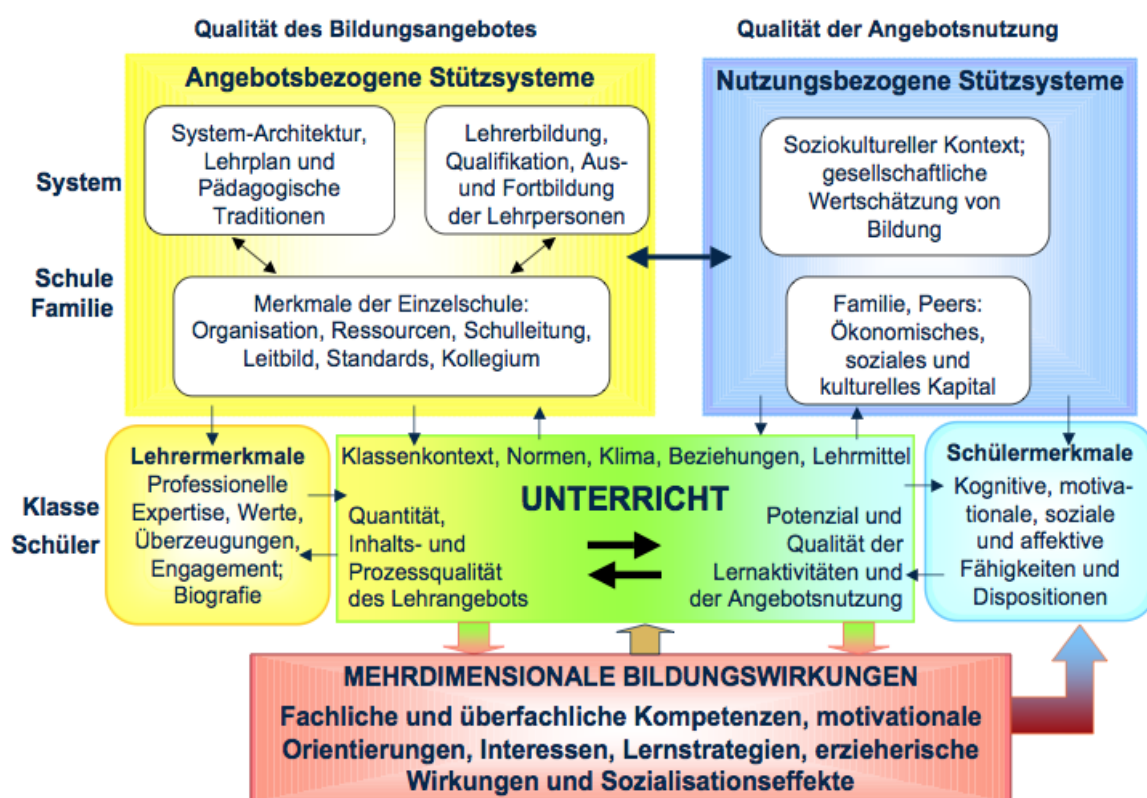 Qualität des Bildungsangebotes
Qualität der Angebotsnutzung
Angebotsbezogene Stützsysteme
System-Architektur,
Lehrplan und
Pädagogische
Traditionen
Lehrerbildung,
Qualifikation, Aus-
und Fortbildung
der Lehrpersonen
Merkmale der Einzelschule:
Organisation, Ressourcen, Schulleitung,
Leitbild, Standards, Kollegium
Nutzungsbezogene Stützsysteme
Soziokultureller Kontext;
gesellschaftliche
Wertschätzung von
Bildung
Familie, Peers:
Ökonomisches,
soziales und
kulturelles Kapital
System
Schule
Familie
Klasse
Schüler
Lehrermerkmale
Professionelle
Expertise, Werte,
Überzeugungen,
Engagement;
Biografie
Klassenkontext, Normen, Klima, Beziehungen, Lehrmittel
UNTERRICHT
Quantität,
Inhalts- und
Prozessqualität
des Lehrangebots
Potenzial und
Qualität der
Lernaktivitäten und
der Angebotsnutzung
Schülermerkmale
Kognitive, motiva-
tionale, soziale
und affektive
Fähigkeiten und
Dispositionen
MEHRDIMENSIONALE BILDUNGSWIRKUNGEN
Fachliche und überfachliche Kompetenzen, motivationale
Orientierungen, Interessen, Lernstrategien, erzieherische
Wirkungen und Sozialisationseffekte